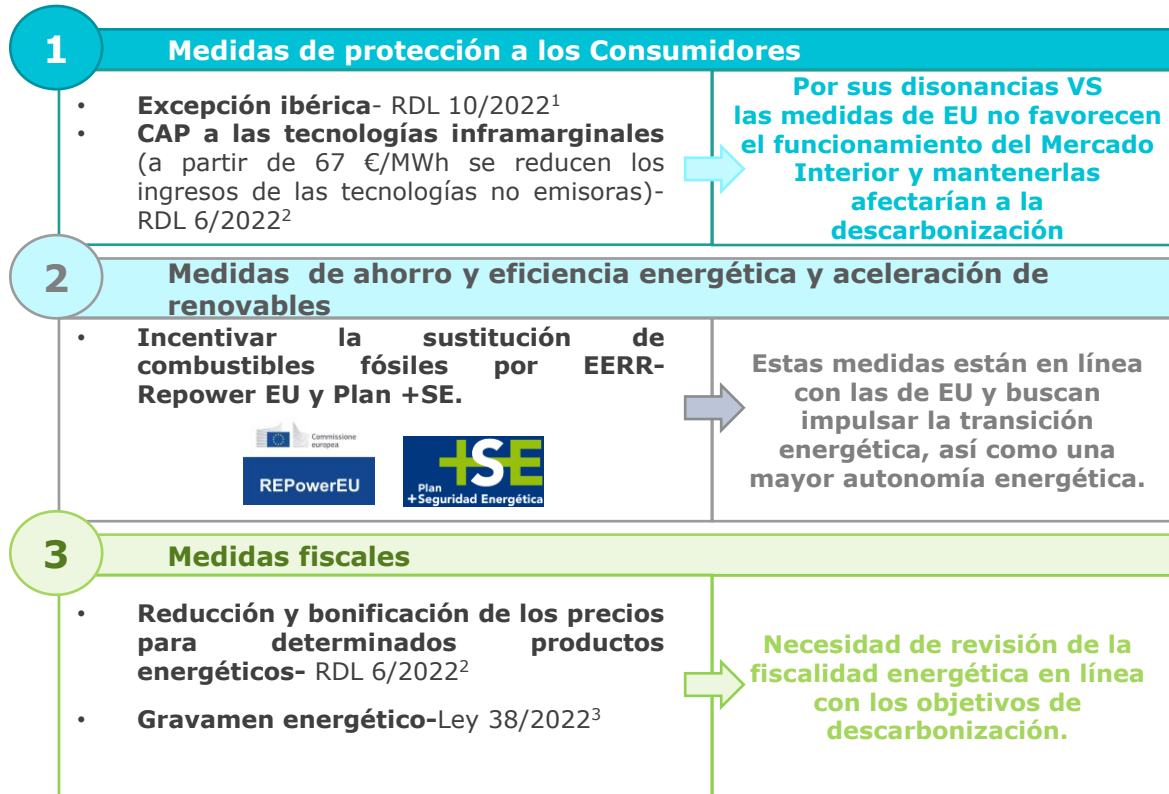 1
Medidas de protección a los Consumidores
• Excepción ibérica- RDL 10/2022¹
• CAP a las tecnologías inframarginales
(a partir de 67 €/MWh se reducen los
ingresos de las tecnologías no emisoras)-
RDL 6/2022²
Por sus disonancias VS
las medidas de EU no favorecen
el funcionamiento del Mercado
Interior y mantenerlas
afectarían a la
descarbonización
2
Medidas de ahorro y eficiencia energética y aceleración de
renovables
• Incentivar la sustitución de
combustibles fósiles por EERR-
Repower EU y Plan +SE.
Commissione
europea
REPowerEU
+SE
Plan
+Seguridad Energética
Estas medidas están en línea
con las de EU y buscan
impulsar la transición
energética, así como una
mayor autonomía energética.
3
Medidas fiscales
• Reducción y bonificación de los precios
para determinados productos
energéticos- RDL 6/2022²
• Gravamen energético-Ley 38/2022³
Necesidad de revisión de la
fiscalidad energética en línea
con los objetivos de
descarbonización.